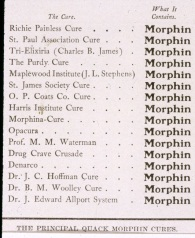 The Cure. What It Contains.
Richie Painless Cure . . . . Morphin
St. Paul Association Cure . . . . Morphin
Tri-Elixiria (Charles B. James) . . Morphin
The Purdy Cure . . . . . Morphin
Maplewood Institute (J. L. Stephens) Morphin
St. James Society Cure . . . . Morphin
O. P. Coats Co. Cure . . . . Morphin
Harris Institute Cure . . . . Morphin
Morphina-Cure . . . . . Morphin
Opacura . . . . . . Morphin
Prof. M. M. Waterman . . . . Morphin
Drug Crave Crusade . . . . Morphin
Denarco . . . . . . Morphin
Dr. J. C. Hoffman Cure . . . . Morphin
Dr. B. M. Woolley Cure . . . . Morphin
Dr. J. Edward Allport System . . Morphin
THE PRINCIPAL QUACK MORPHIN CURES.